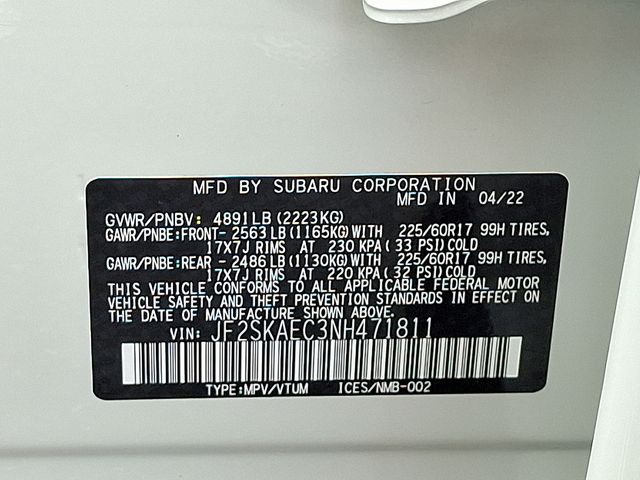 MFD BY SUBARU CORPORATION
MFD IN 04/22
GVWR/PNBV: 4891LB (2223KG)
GAWR/PNBE:FRONT- 2563LB (1165KG)WITH 225/60R17 99H TIRES,
17X7J RIMS AT 230 KPA ( 33 PSI) COLD
GAWR/PNBE:REAR - 2486LB (1130KG)WITH 225/60R17 99H TIRES,
17X7J RIMS AT 220 KPA ( 32 PSI) COLD
THIS VEHICLE CONFORMS TO ALL APPLICABLE FEDERAL MOTOR
VEHICLE SAFETY AND THEFT PREVENTION STANDARDS IN EFFECT ON
THE DATE OF MANUFACTURE SHOWN ABOVE.
VIN: JF2SKAEC3NH471811
TYPE:MPV/VTUM ICES/NMB-002